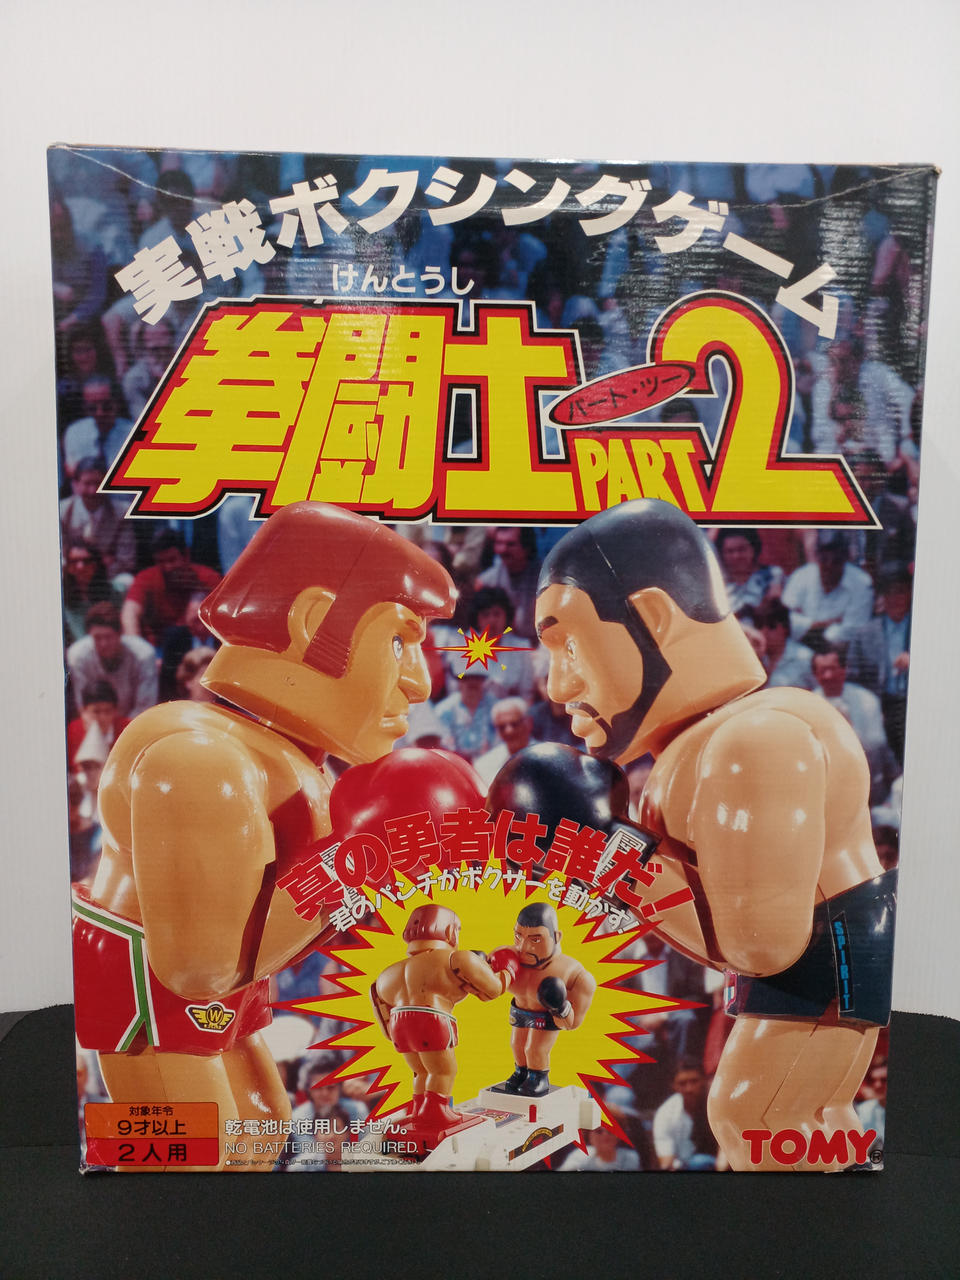 実戦ボクシングゲーム
けんとうし
拳闘士
パート・ツー
PART・2
真の勇者は誰だ!
君のパンチがボクサーを動かす!
SPIRIT
W
対象年令
9才以上
2人用
乾電池は使用しません。
NO BATTERIES REQUIRED.
TOMY®